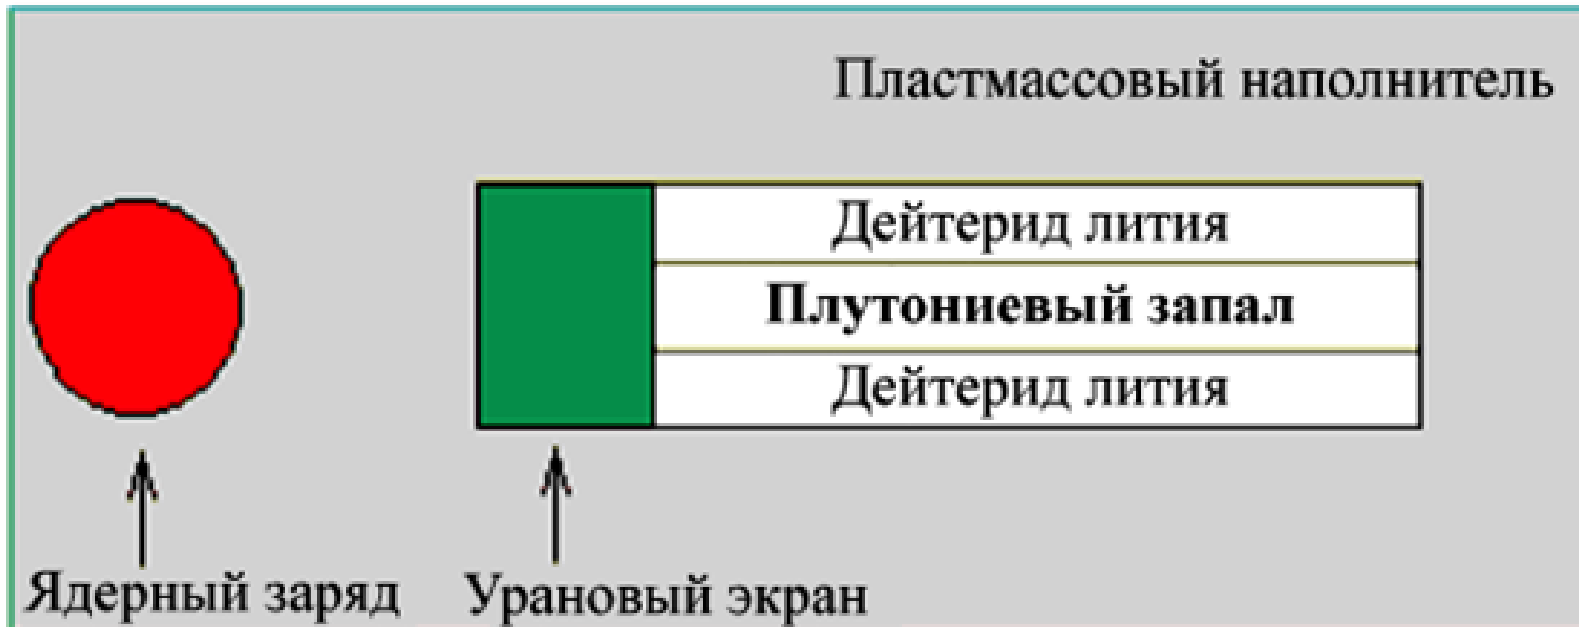 Пластмассовый наполнитель
Дейтерид лития
Плутониевый запал
Дейтерид лития
Ядерный заряд
Урановый экран